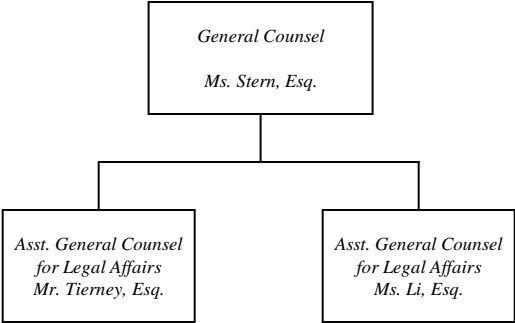 General Counsel
Ms. Stern, Esq.
Asst. General Counsel
for Legal Affairs
Mr. Tierney, Esq.
Asst. General Counsel
for Legal Affairs
Ms. Li, Esq.